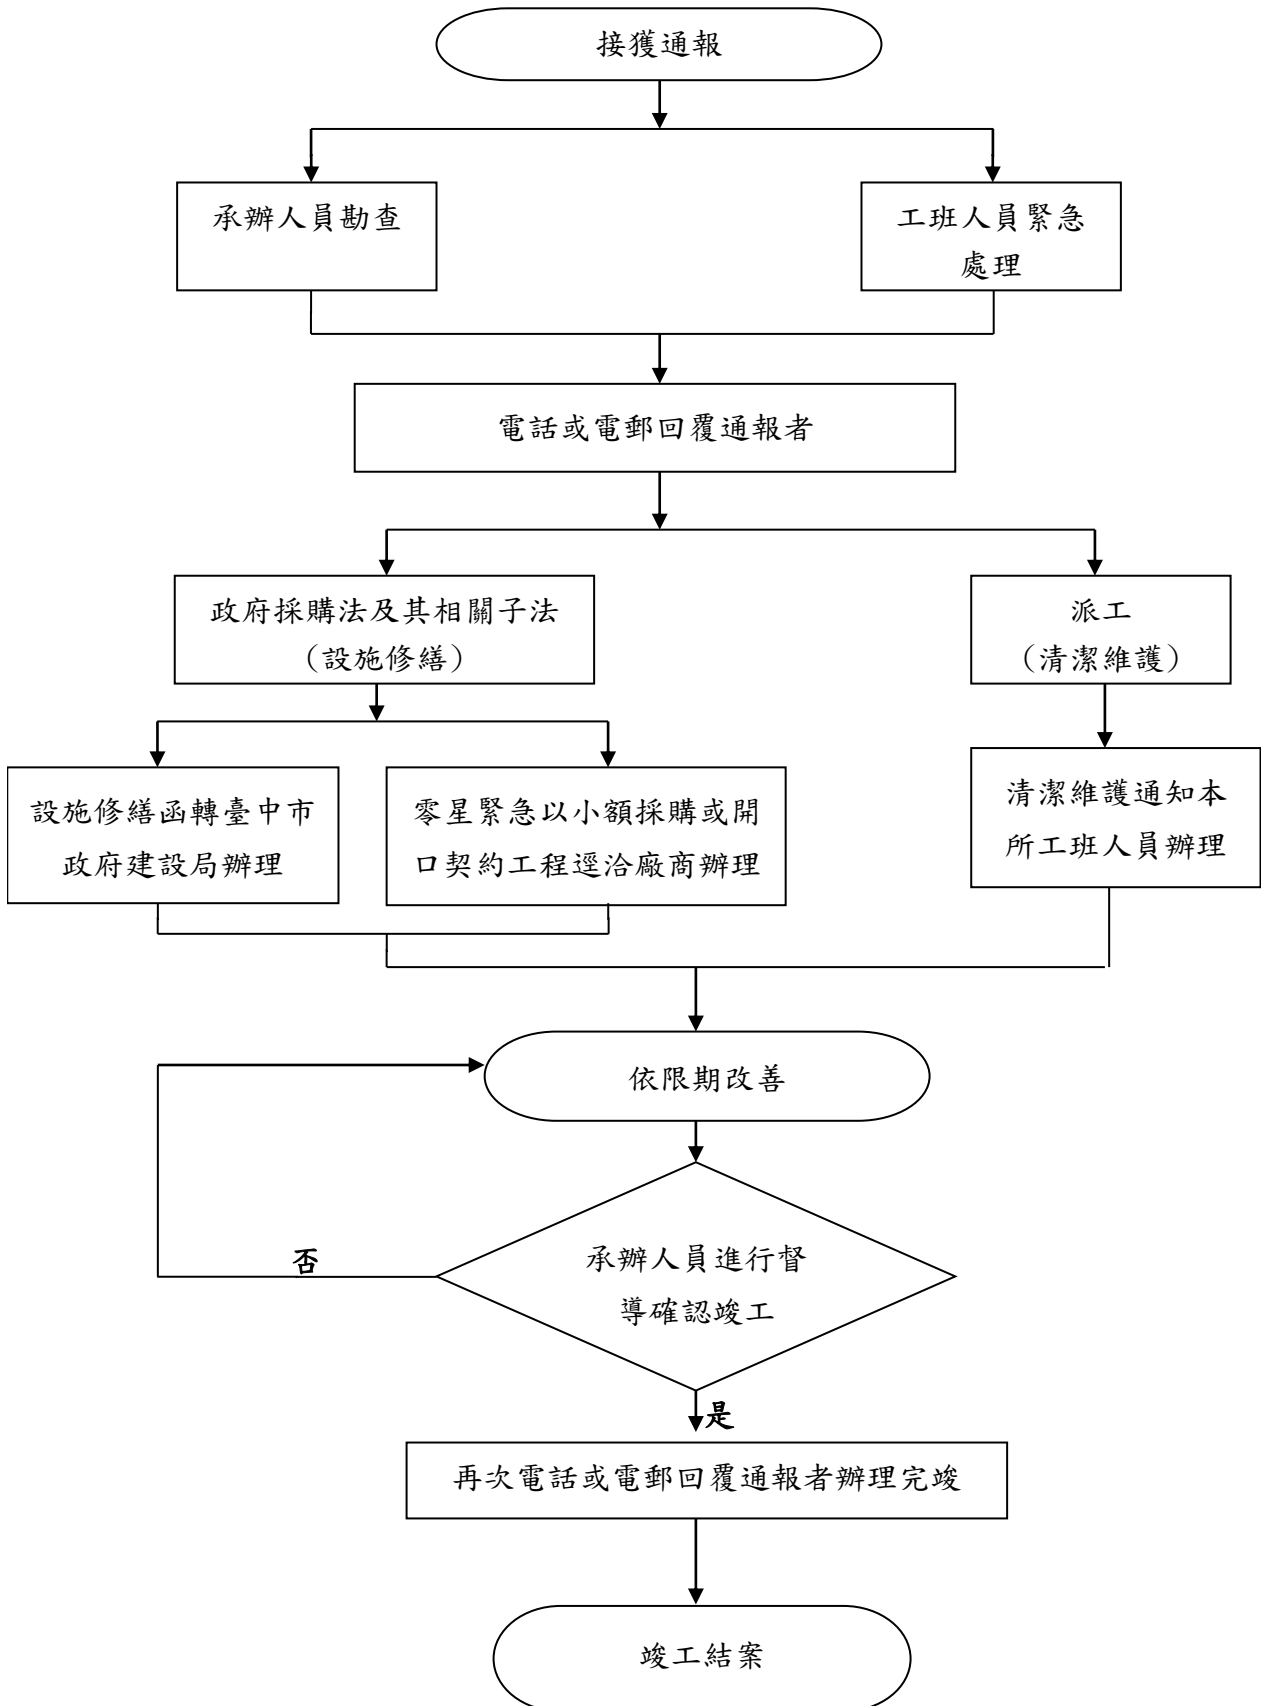 接獲通報
承辦人員勘查
工班人員緊急
處理
電話或電郵回覆通報者
政府採購法及其相關子法
（設施修繕）
派工
（清潔維護）
設施修繕函轉臺中市
政府建設局辦理
零星緊急以小額採購或開
口契約工程逕洽廠商辦理
清潔維護通知本
所工班人員辦理
依限期改善
否
承辦人員進行督
導確認竣工
是
再次電話或電郵回覆通報者辦理完竣
竣工結案